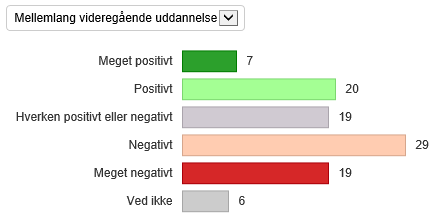 Mellemlang videregående uddannelse
Meget positivt 7
Positivt 20
Hverken positivt eller negativt 19
Negativt 29
Meget negativt 19
Ved ikke 6